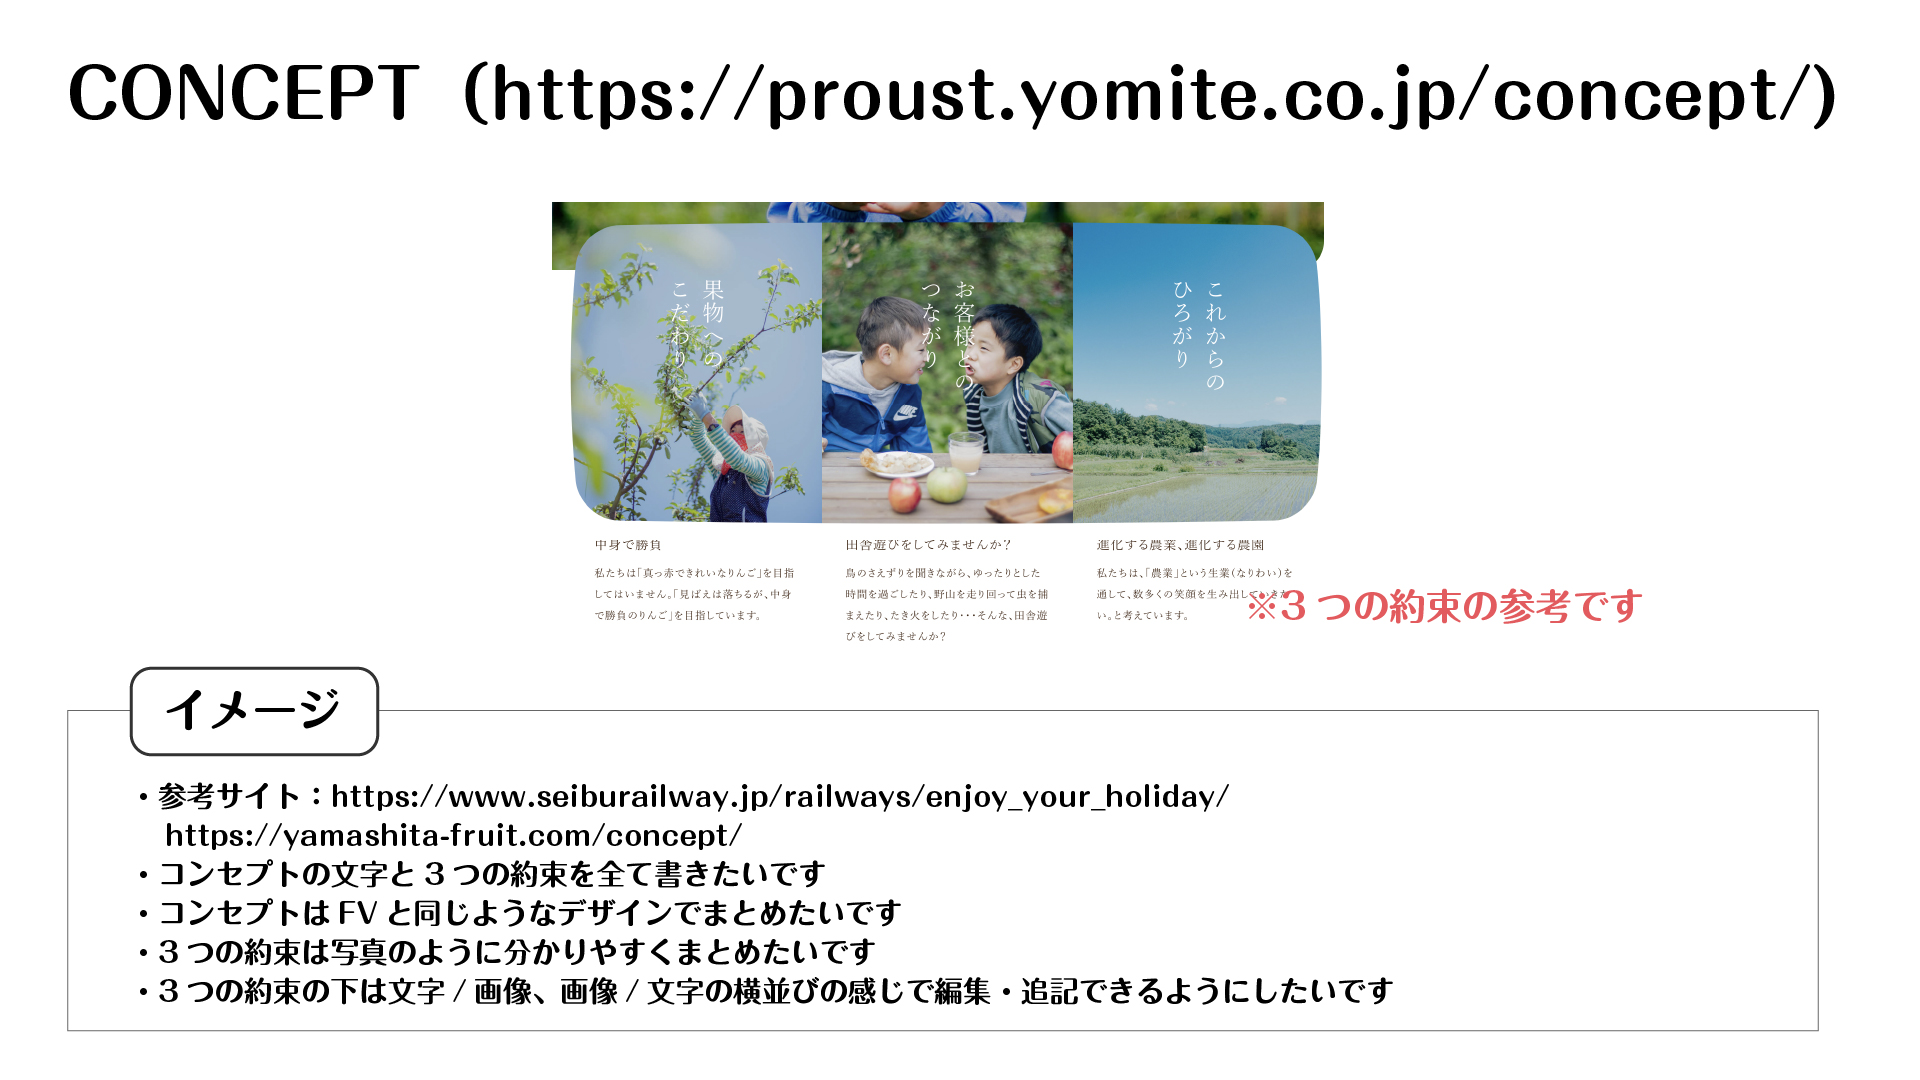 CONCEPT（https://proust.yomite.co.jp/concept/)
果物への
こだわり
お客様との
つながり
これからの
ひろがり
中身で勝負
私たちは「真っ赤できれいなりんご」を目指
してはいません。「見ばえは落ちるが、中身
で勝負のりんご」を目指しています。
田舎遊びをしてみませんか？
鳥のさえずりを聞きながら、ゆったりとした
時間を過ごしたり、野山を走り回って虫を捕
まえたり、たき火をしたり・・・そんな、田舎遊
びをしてみませんか？
進化する農業、進化する農園
私たちは、「農業」という生業（なりわい）を
通して、数多くの笑顔を生み出していきた
い。と考えています。
※3つの約束の参考です
イメージ
・参考サイト：https://www.seiburailway.jp/railways/enjoy_your_holiday/
https://yamashita-fruit.com/concept/
・コンセプトの文字と3つの約束を全て書きたいです
・コンセプトはFVと同じようなデザインでまとめたいです
・3つの約束は写真のように分かりやすくまとめたいです
・3つの約束の下は文字/画像、画像/文字の横並びの感じで編集・追記できるようにしたいです